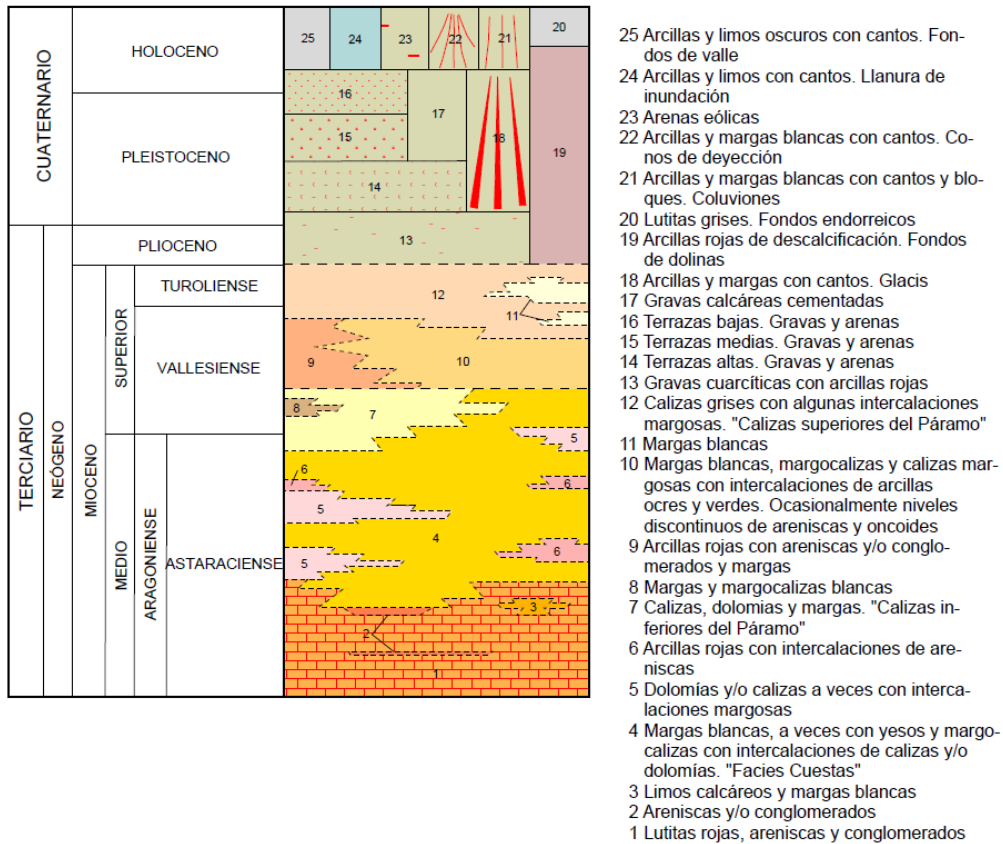 CUATERNARIO
HOLOCENO
PLEISTOCENO
TERCIARIO
NEÓGENO
PLIOCENO
MIOCENO
SUPERIOR
TUROLIENSE
VALLESIENSE
MEDIO
ARAGONIENSE
ASTARACIENSE
25
24
23
22
21
20
16
17
18
19
15
14
13
12
11
9
10
8
7
5
6
6
5
4
5
6
3
2
1
25 Arcillas y limos oscuros con cantos. Fon-
dos de valle
24 Arcillas y limos con cantos. Llanura de
inundación
23 Arenas eólicas
22 Arcillas y margas blancas con cantos. Co-
nos de deyección
21 Arcillas y margas blancas con cantos y blo-
ques. Coluviones
20 Lutitas grises. Fondos endorreicos
19 Arcillas rojas de descalcificación. Fondos
de dolinas
18 Arcillas y margas con cantos. Glacis
17 Gravas calcáreas cementadas
16 Terrazas bajas. Gravas y arenas
15 Terrazas medias. Gravas y arenas
14 Terrazas altas. Gravas y arenas
13 Gravas cuarcíticas con arcillas rojas
12 Calizas grises con algunas intercalaciones
margosas. "Calizas superiores del Páramo"
11 Margas blancas
10 Margas blancas, margocalizas y calizas mar-
gosas con intercalaciones de arcillas
ocres y verdes. Ocasionalmente niveles
discontinuos de areniscas y oncoides
9 Arcillas rojas con areniscas y/o conglo-
merados y margas
8 Margas y margocalizas blancas
7 Calizas, dolomias y margas. "Calizas in-
feriores del Páramo"
6 Arcillas rojas con intercalaciones de are-
niscas
5 Dolomías y/o calizas a veces con interca-
laciones margosas
4 Margas blancas, a veces con yesos y margo-
calizas con intercalaciones de calizas y/o
dolomías. "Facies Cuestas"
3 Limos calcáreos y margas blancas
2 Areniscas y/o conglomerados
1 Lutitas rojas, areniscas y conglomerados